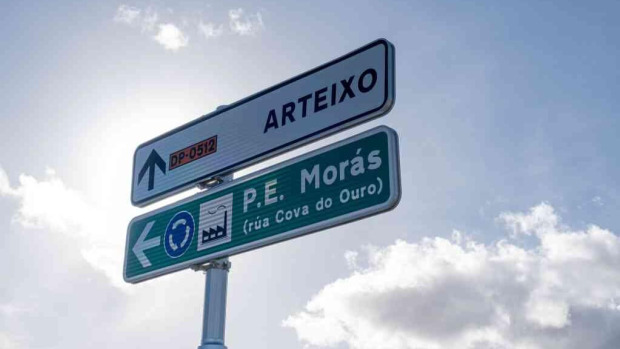 DP-0512 ARTEIXO
P.E. Morás
(rúa Cova do Ouro)